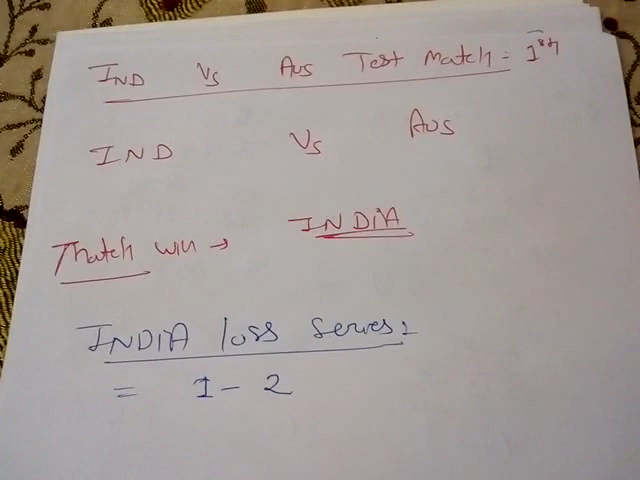 IND Vs Aus Test Match = 1st
IND Vs Aus
Match win →
INDIA
INDIA loss series:
= 1 - 2